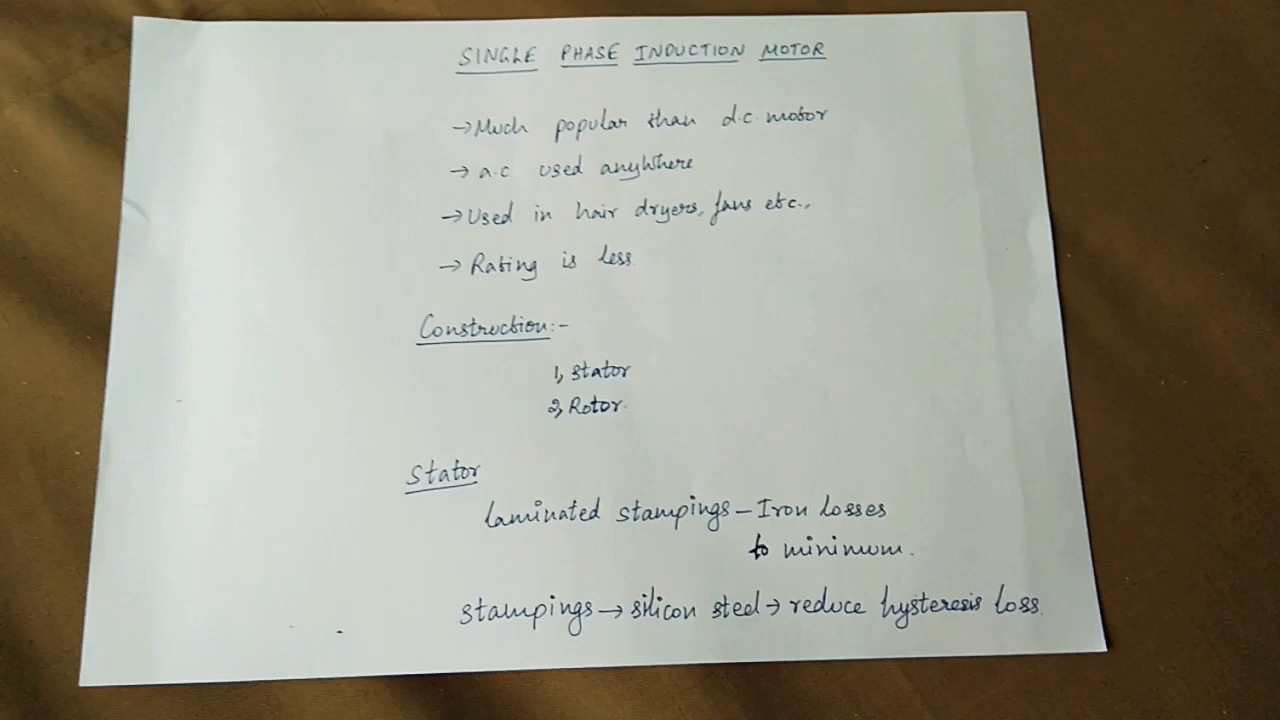 SINGLE PHASE INDUCTION MOTOR
→ Much popular than d.c. motor
→ a.c used anywhere
→ Used in hair dryers, fans etc.,
→ Rating is less
Construction:-
1, Stator
2, Rotor.
Stator
Laminated stampings - Iron losses
to minimum.
Stampings → silicon steel → reduce hysteresis loss.